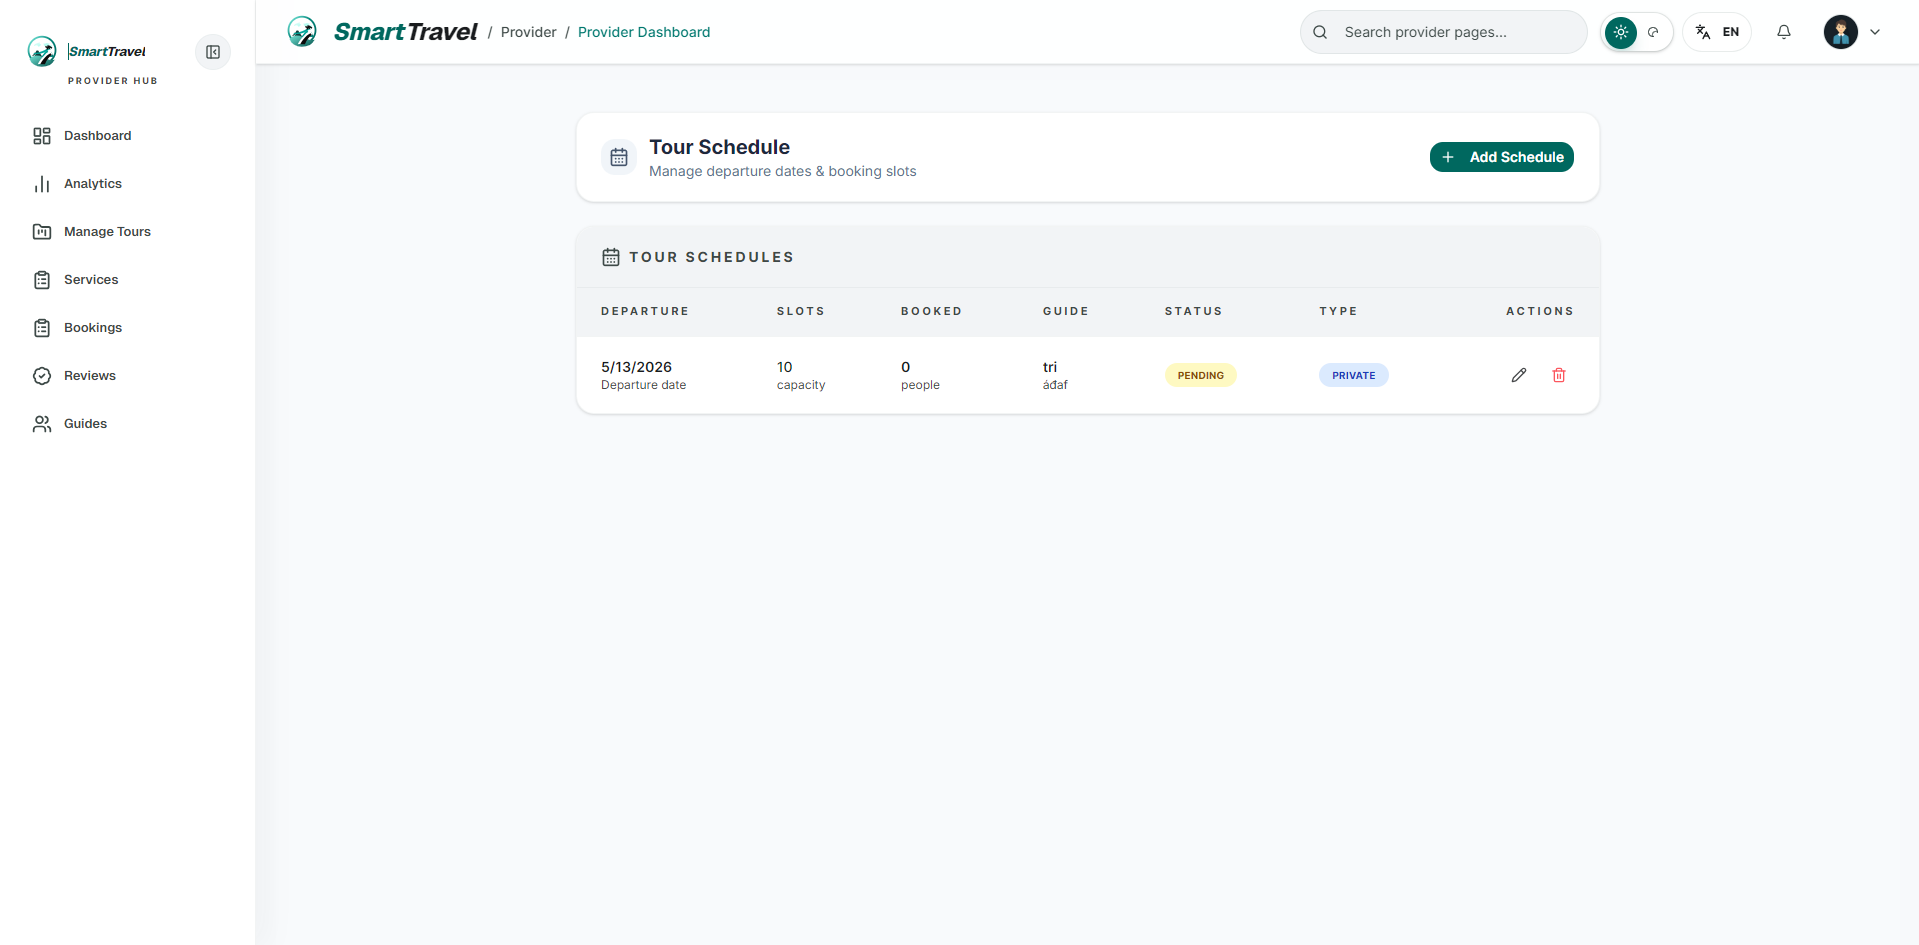 SmartTravel
PROVIDER HUB
Dashboard
Analytics
Manage Tours
Services
Bookings
Reviews
Guides
SmartTravel / Provider / Provider Dashboard
Search provider pages...
EN
Tour Schedule
Manage departure dates & booking slots
Add Schedule
TOUR SCHEDULES
DEPARTURE SLOTS BOOKED GUIDE STATUS TYPE ACTIONS
5/13/2026 10 0 tri PENDING PRIVATE
Departure date capacity people áđaf